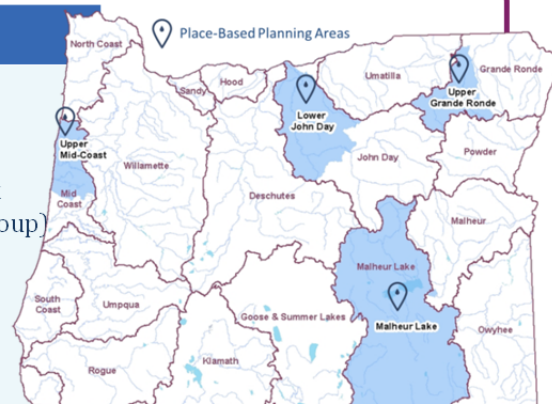 Place-Based Planning Areas
North Coast
Hood
Sandy
Umatilla
Grande Ronde
Upper
Grande Ronde
Lower
John Day
Upper
Mid-Coast
Willamette
John Day
Powder
Mid
Coast
oup)
Deschutes
Malheur
Malheur Lake
South
Coast
Umpqua
Goose & Summer Lakes
Malheur Lake
Owyhee
Rogue
Klamath